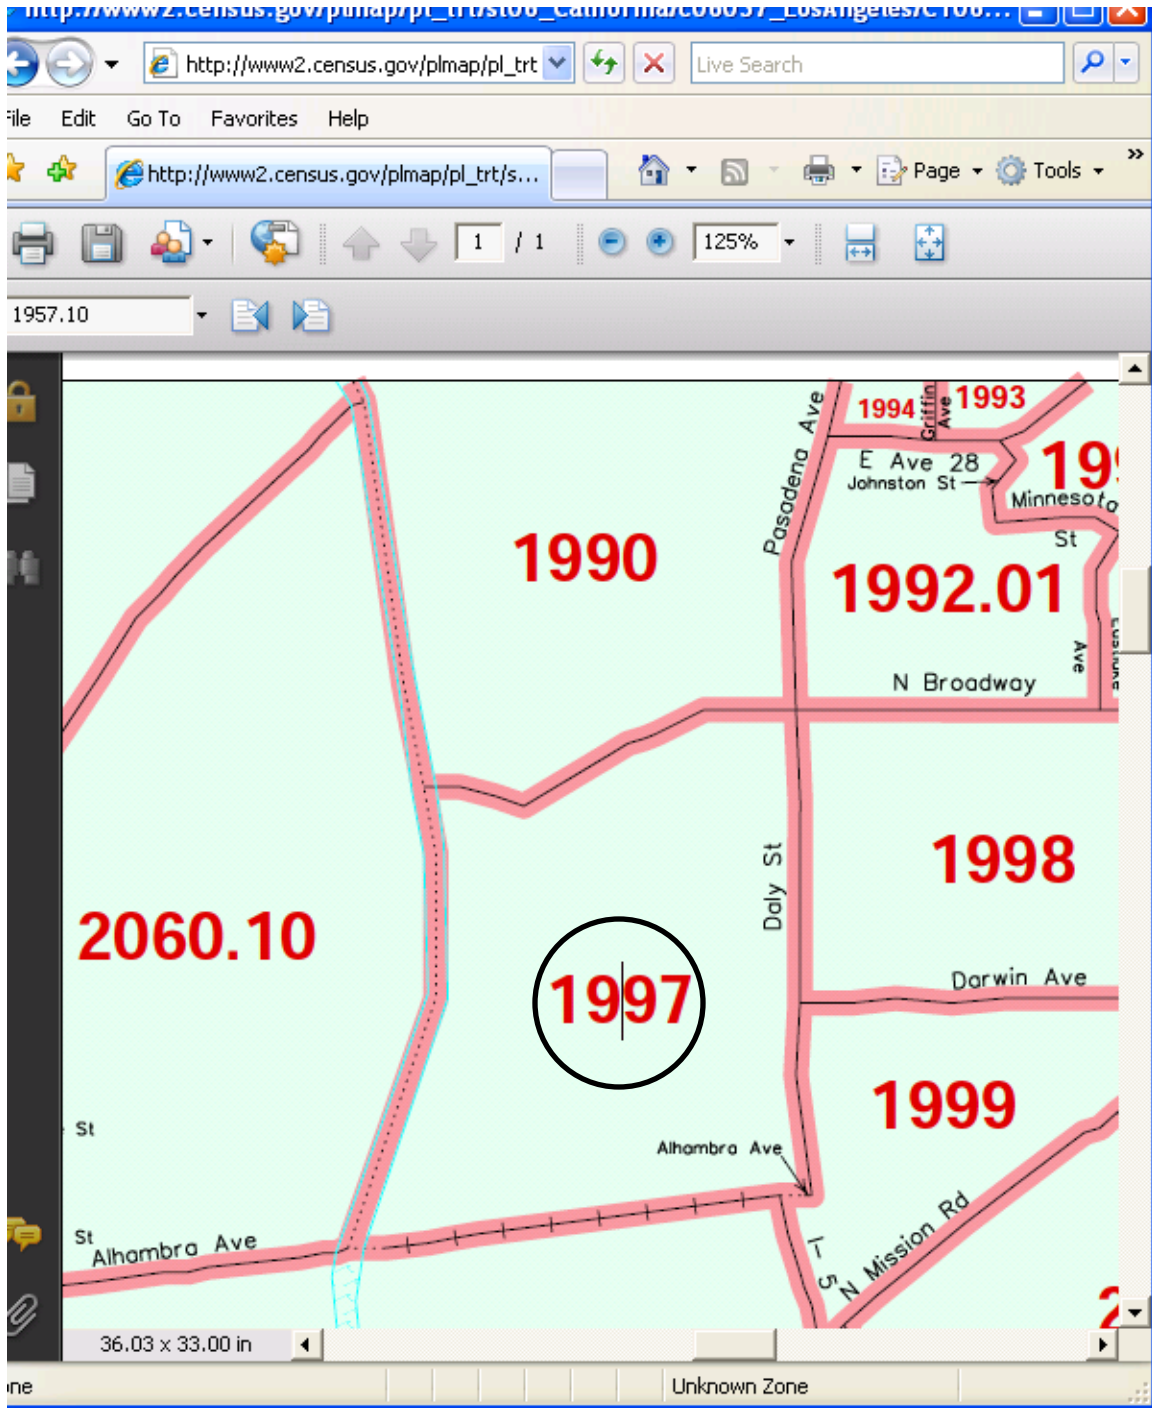 http://www2.census.gov/plmap/pl_trt/st06_California/c06037_LosAngeles/CT06...
http://www2.census.gov/plmap/pl_trt
Live Search
File Edit Go To Favorites Help
http://www2.census.gov/plmap/pl_trt/s...
Page
Tools
»
1 / 1
125%
1957.10
1994
Griffin
Ave
1993
Pasadena Ave
E Ave 28
Johnston St
199
Minnesota
St
1990
1992.01
Ave
N Broadway
1998
Daly St
2060.10
1997
Darwin Ave
1999
St
Alhambra Ave
St
Alhambra Ave
I-5
N Mission Rd
2
36.03 x 33.00 in
one
Unknown Zone